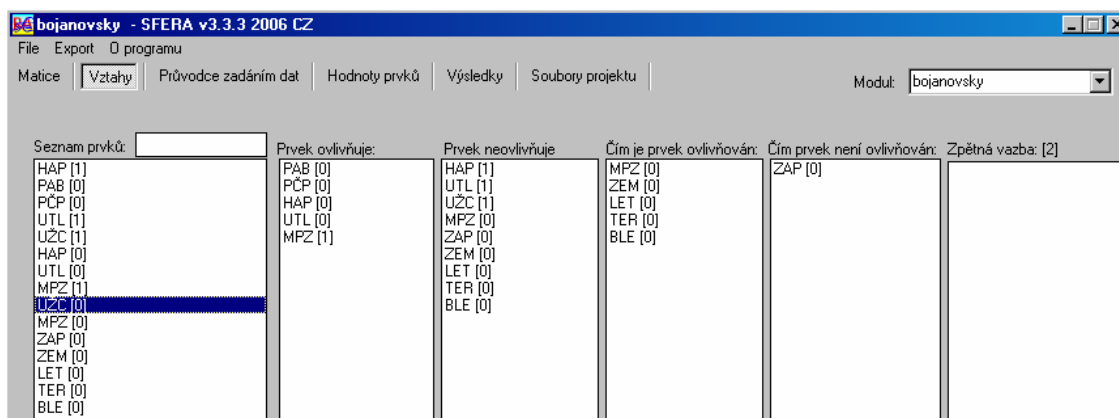 bojanovsky - SFERA v3.3.3 2006 CZ
File Export O programu
Matice Vztahy Průvodce zadáním dat Hodnoty prvků Výsledky Soubory projektu Modul: bojanovsky
Seznam prvků:
HAP [1]
PAB [0]
PČP [0]
UTL [1]
UŽC [1]
HAP [0]
UTL [0]
MPZ [1]
UŽC [0]
MPZ [0]
ZAP [0]
ZEM [0]
LET [0]
TER [0]
BLE [0]
Prvek ovlivňuje:
PAB [0]
PČP [0]
HAP [0]
UTL [0]
MPZ [1]
Prvek neovlivňuje
HAP [1]
UTL [1]
UŽC [1]
MPZ [0]
ZAP [0]
ZEM [0]
LET [0]
TER [0]
BLE [0]
Čím je prvek ovlivňován:
MPZ [0]
ZEM [0]
LET [0]
TER [0]
BLE [0]
Čím prvek není ovlivňován:
ZAP [0]
Zpětná vazba: [2]